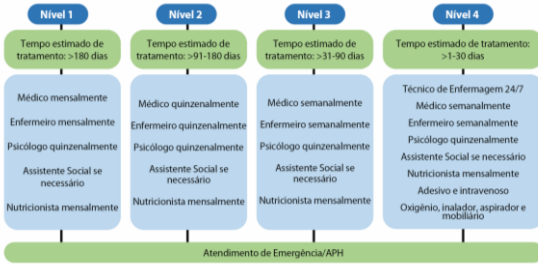 Nível 1
Tempo estimado de
tratamento: >180 dias
Médico mensalmente
Enfermeiro mensalmente
Psicólogo quinzenalmente
Assistente Social se
necessário
Nutricionista mensalmente
Nível 2
Tempo estimado de
tratamento: >91-180 dias
Médico quinzenalmente
Enfermeiro quinzenalmente
Psicólogo quinzenalmente
Assistente Social se
necessário
Nutricionista mensalmente
Nível 3
Tempo estimado de
tratamento: >31-90 dias
Médico semanalmente
Enfermeiro semanalmente
Psicólogo quinzenalmente
Assistente Social se
necessário
Nutricionista mensalmente
Nível 4
Tempo estimado de tratamento:
>1-30 dias
Técnico de Enfermagem 24/7
Médico semanalmente
Enfermeiro semanalmente
Psicólogo quinzenalmente
Assistente Social se necessário
Nutricionista mensalmente
Adesivo e intravenoso
Oxigênio, inalador, aspirador e
mobiliário
Atendimento de Emergência/APH